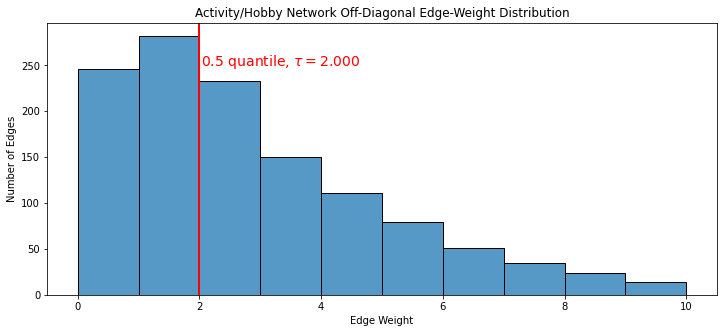 Activity/Hobby Network Off-Diagonal Edge-Weight Distribution
0.5 quantile, τ = 2.000
Number of Edges
250
200
150
100
50
0
0 2 4 6 8 10
Edge Weight